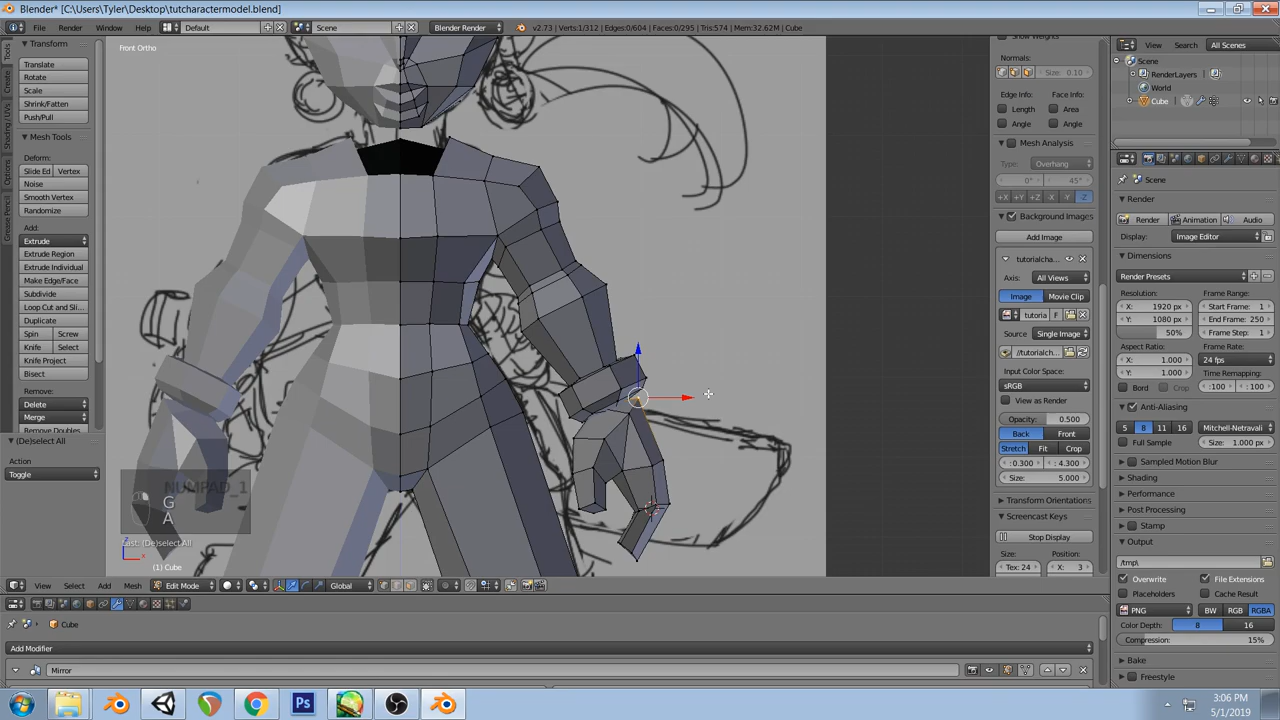 Blender* [C:\Users\Tyler\Desktop\tutcharactermodel.blend]
File Render Window Help Default Scene Blender Render v2.73 | Verts:1/312 | Edges:0/604 | Faces:0/295 | Tris:574 | Mem:32.62M | Cube
View Search All Scenes
Tools Create Shading / UVs Options Grease Pencil
Transform
Translate
Rotate
Scale
Shrink/Fatten
Push/Pull
Mesh Tools
Deform:
Slide Ed Vertex
Noise
Smooth Vertex
Randomize
Add:
Extrude
Extrude Region
Extrude Individual
Make Edge/Face
Subdivide
Loop Cut and Sli...
Duplicate
Spin Screw
Knife Select
Knife Project
Bisect
Remove:
Delete
Merge
Remove Doubles
(De)select All
Action
Toggle
Front Ortho
NUMPAD_1
G
A
Last: (De)select All
(1) Cube
View Select Add Mesh Edit Mode Global
Cube
Add Modifier
Mirror
Show Weights
Normals:
Size: 0.10
Edge Info: Face Info:
Length Area
Angle Angle
Mesh Analysis
Type: Overhang
0° 45°
+X +Y +Z -X -Y -Z
Background Images
Add Image
tutorialcha...
Axis: All Views
Image Movie Clip
tutoria F
Source Single Image
//tutorialch...
Input Color Space:
sRGB
View as Render
Opacity: 0.500
Back Front
Stretch Fit Crop
:0.300 : 4.300
Size: 5.000
Transform Orientations
Screencast Keys
Stop Display
Size: Position:
Tex: 24 X: 3
Scene
RenderLayers
World
Cube
Scene
Render
Render Animation Audio
Display: Image Editor
Dimensions
Render Presets
Resolution: Frame Range:
X: 1920 px Start Frame: 1
Y: 1080 px End Frame: 250
50% Frame Step: 1
Aspect Ratio: Frame Rate:
X: 1.000 24 fps
Y: 1.000 Time Remapping:
Bord Crop :100 : 100
Anti-Aliasing
5 8 11 16 Mitchell-Netravali
Full Sample Size: 1.000 px
Sampled Motion Blur
Shading
Performance
Post Processing
Stamp
Output
/tmp\
Overwrite File Extensions
Placeholders Cache Result
PNG BW RGB RGBA
Color Depth: 8 16
Compression: 15%
Bake
Freestyle
Ps
3:06 PM
5/1/2019